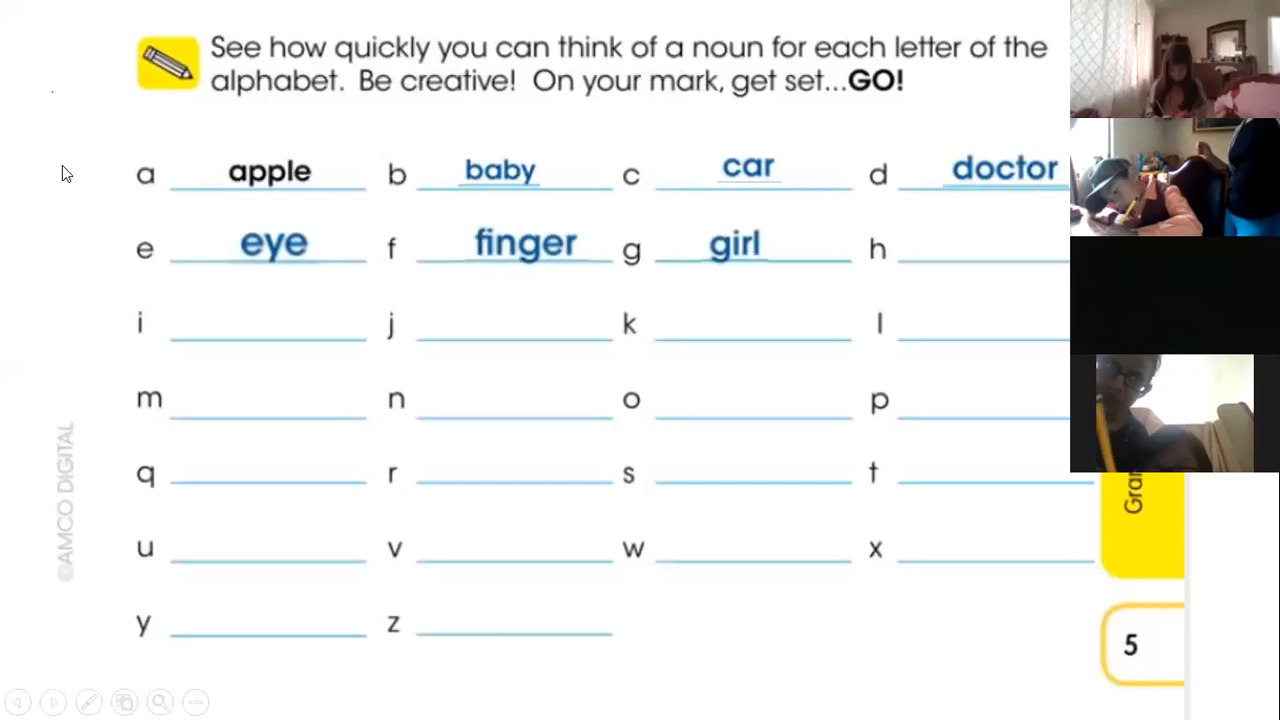 See how quickly you can think of a noun for each letter of the
alphabet. Be creative! On your mark, get set...GO!
a apple b baby c car d doctor
e eye f finger g girl h
i j k l
m n o p
q r s t
u v w x
y z
©AMCO DIGITAL
Gra
5